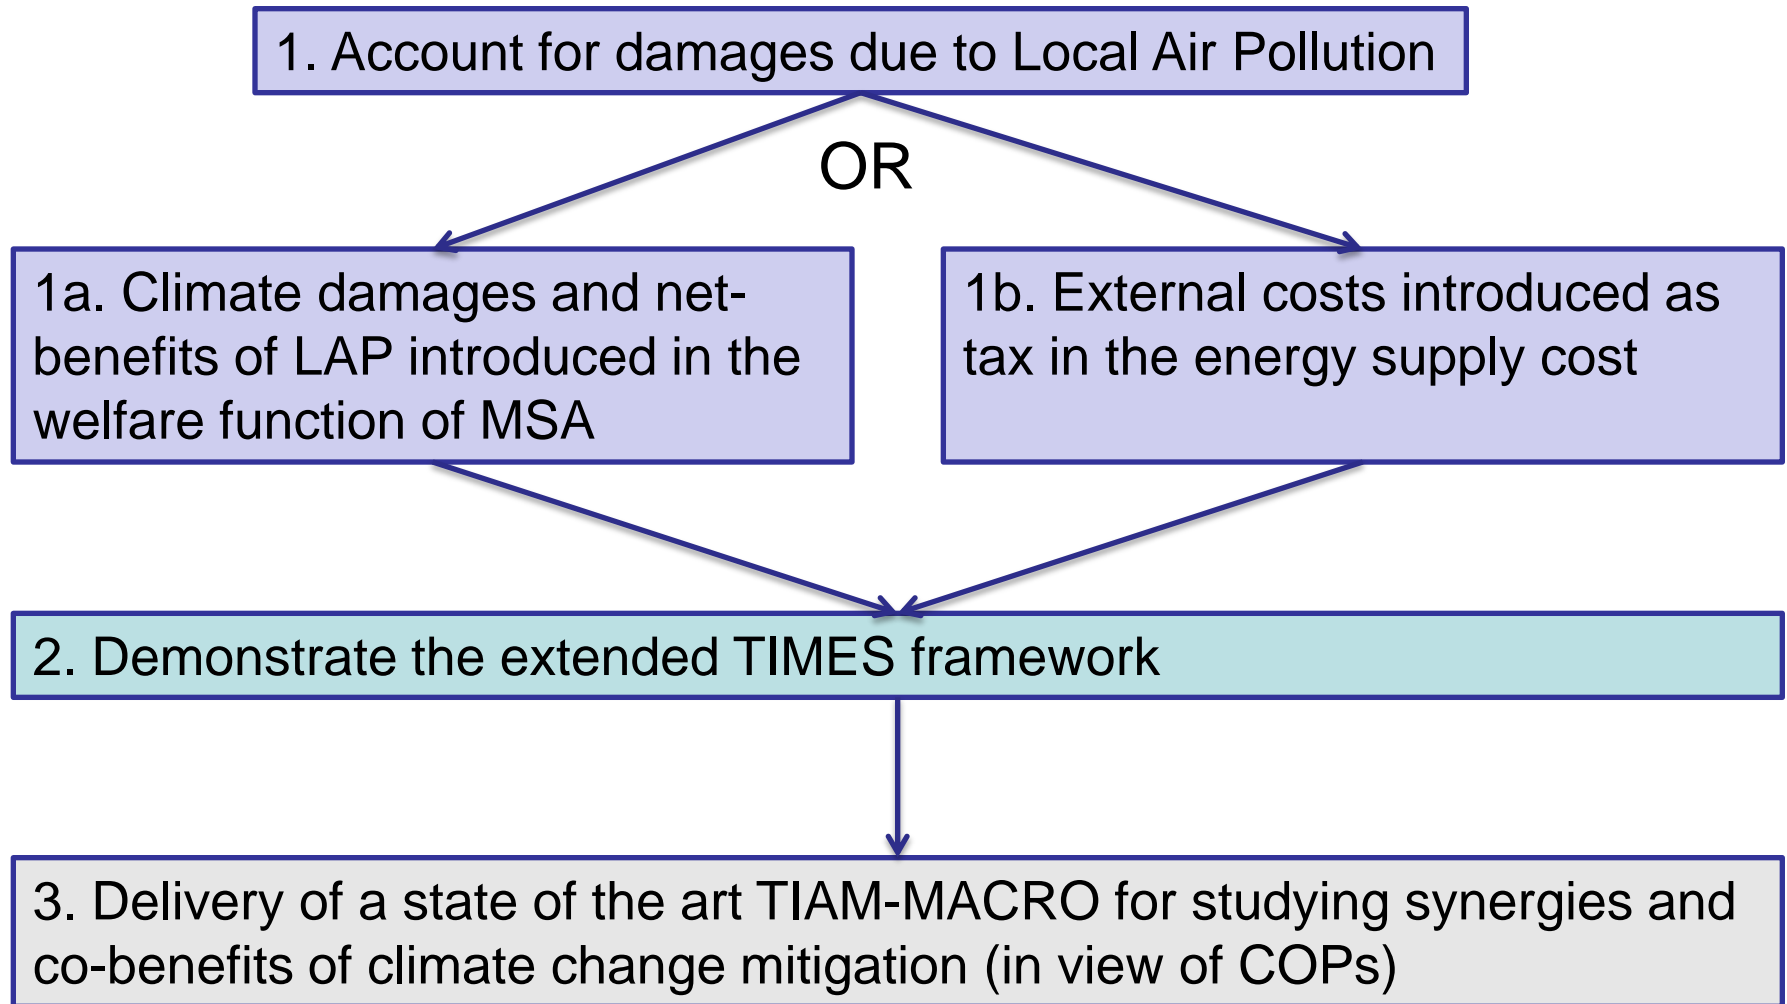 1. Account for damages due to Local Air Pollution
OR
1a. Climate damages and net-
benefits of LAP introduced in the
welfare function of MSA
1b. External costs introduced as
tax in the energy supply cost
2. Demonstrate the extended TIMES framework
3. Delivery of a state of the art TIAM-MACRO for studying synergies and
co-benefits of climate change mitigation (in view of COPs)